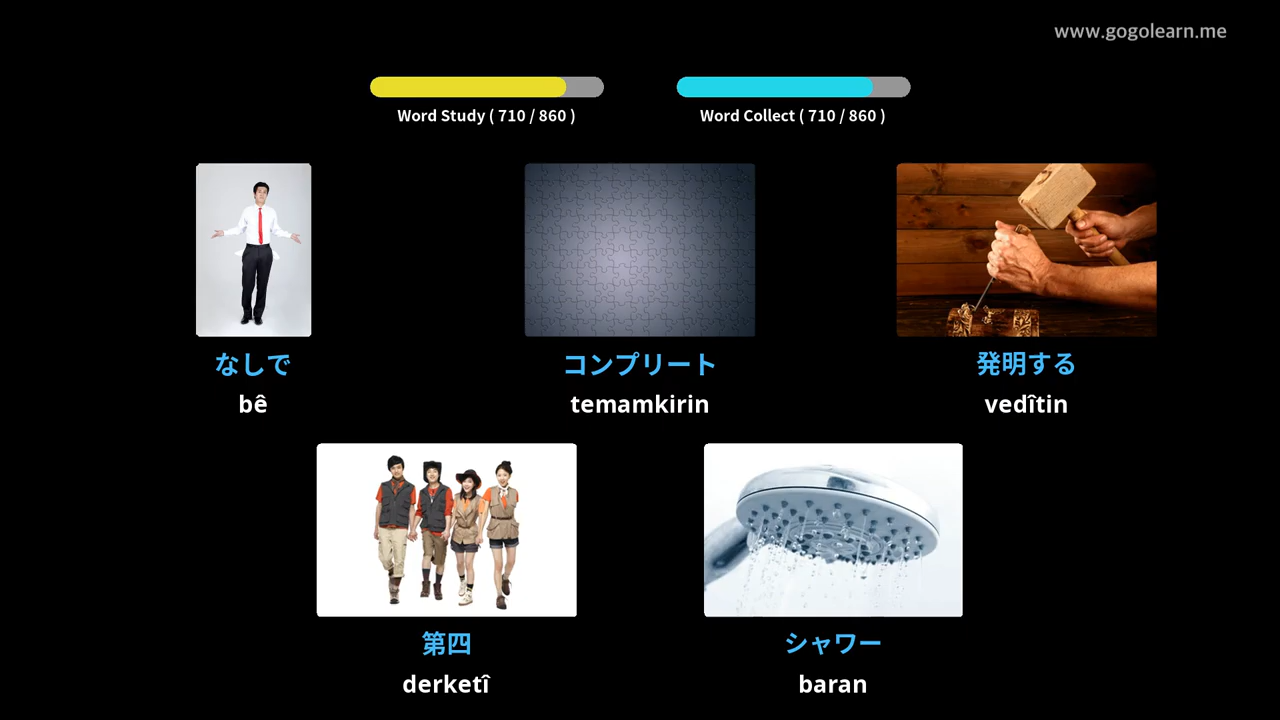 www.gogolearn.me
Word Study ( 710 / 860 )
Word Collect ( 710 / 860 )
なしで
bê
コンプリート
temamkirin
発明する
vedîtin
第四
derketî
シャワー
baran